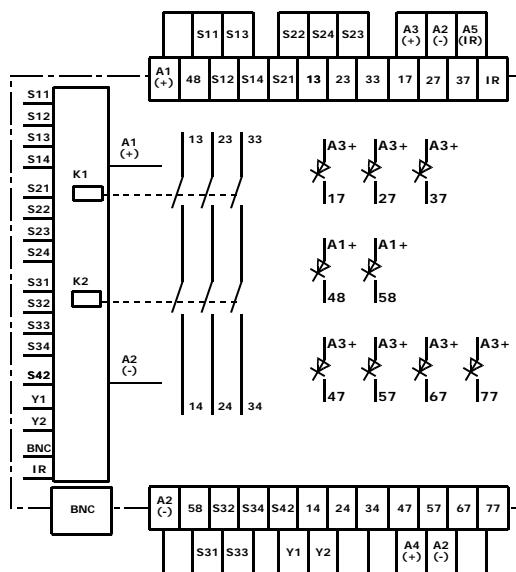 S11 S13 S22 S24 S23 A3 (+) A2 (-) A5 (IR)
A1 (+) 48 S12 S14 S21 13 23 33 17 27 37 IR
S11
S12
S13
S14
S21
S22
S23
S24
S31
S32
S33
S34
S42
Y1
Y2
BNC
IR
K1
K2
A1 (+)
A2 (-)
13 23 33
14 24 34
A3+ A3+ A3+
17 27 37
A1+ A1+
48 58
A3+ A3+ A3+ A3+
47 57 67 77
BNC
A2 (-) 58 S32 S34 S42 14 24 34 47 57 67 77
S31 S33 Y1 Y2 A4 (+) A2 (-)